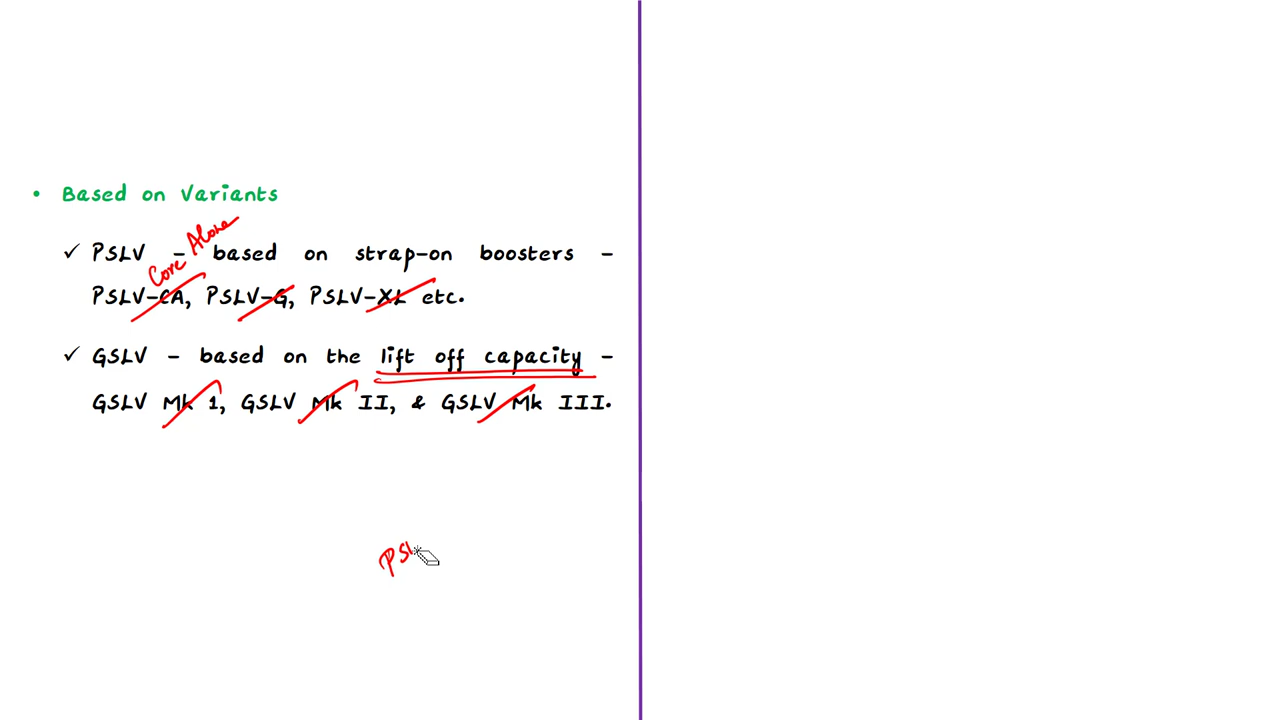 • Based on Variants
Core Alone
✓ PSLV - based on strap-on boosters -
PSLV-CA, PSLV-G, PSLV-XL etc.
✓ GSLV - based on the lift off capacity -
GSLV Mk 1, GSLV Mk II, & GSLV Mk III.